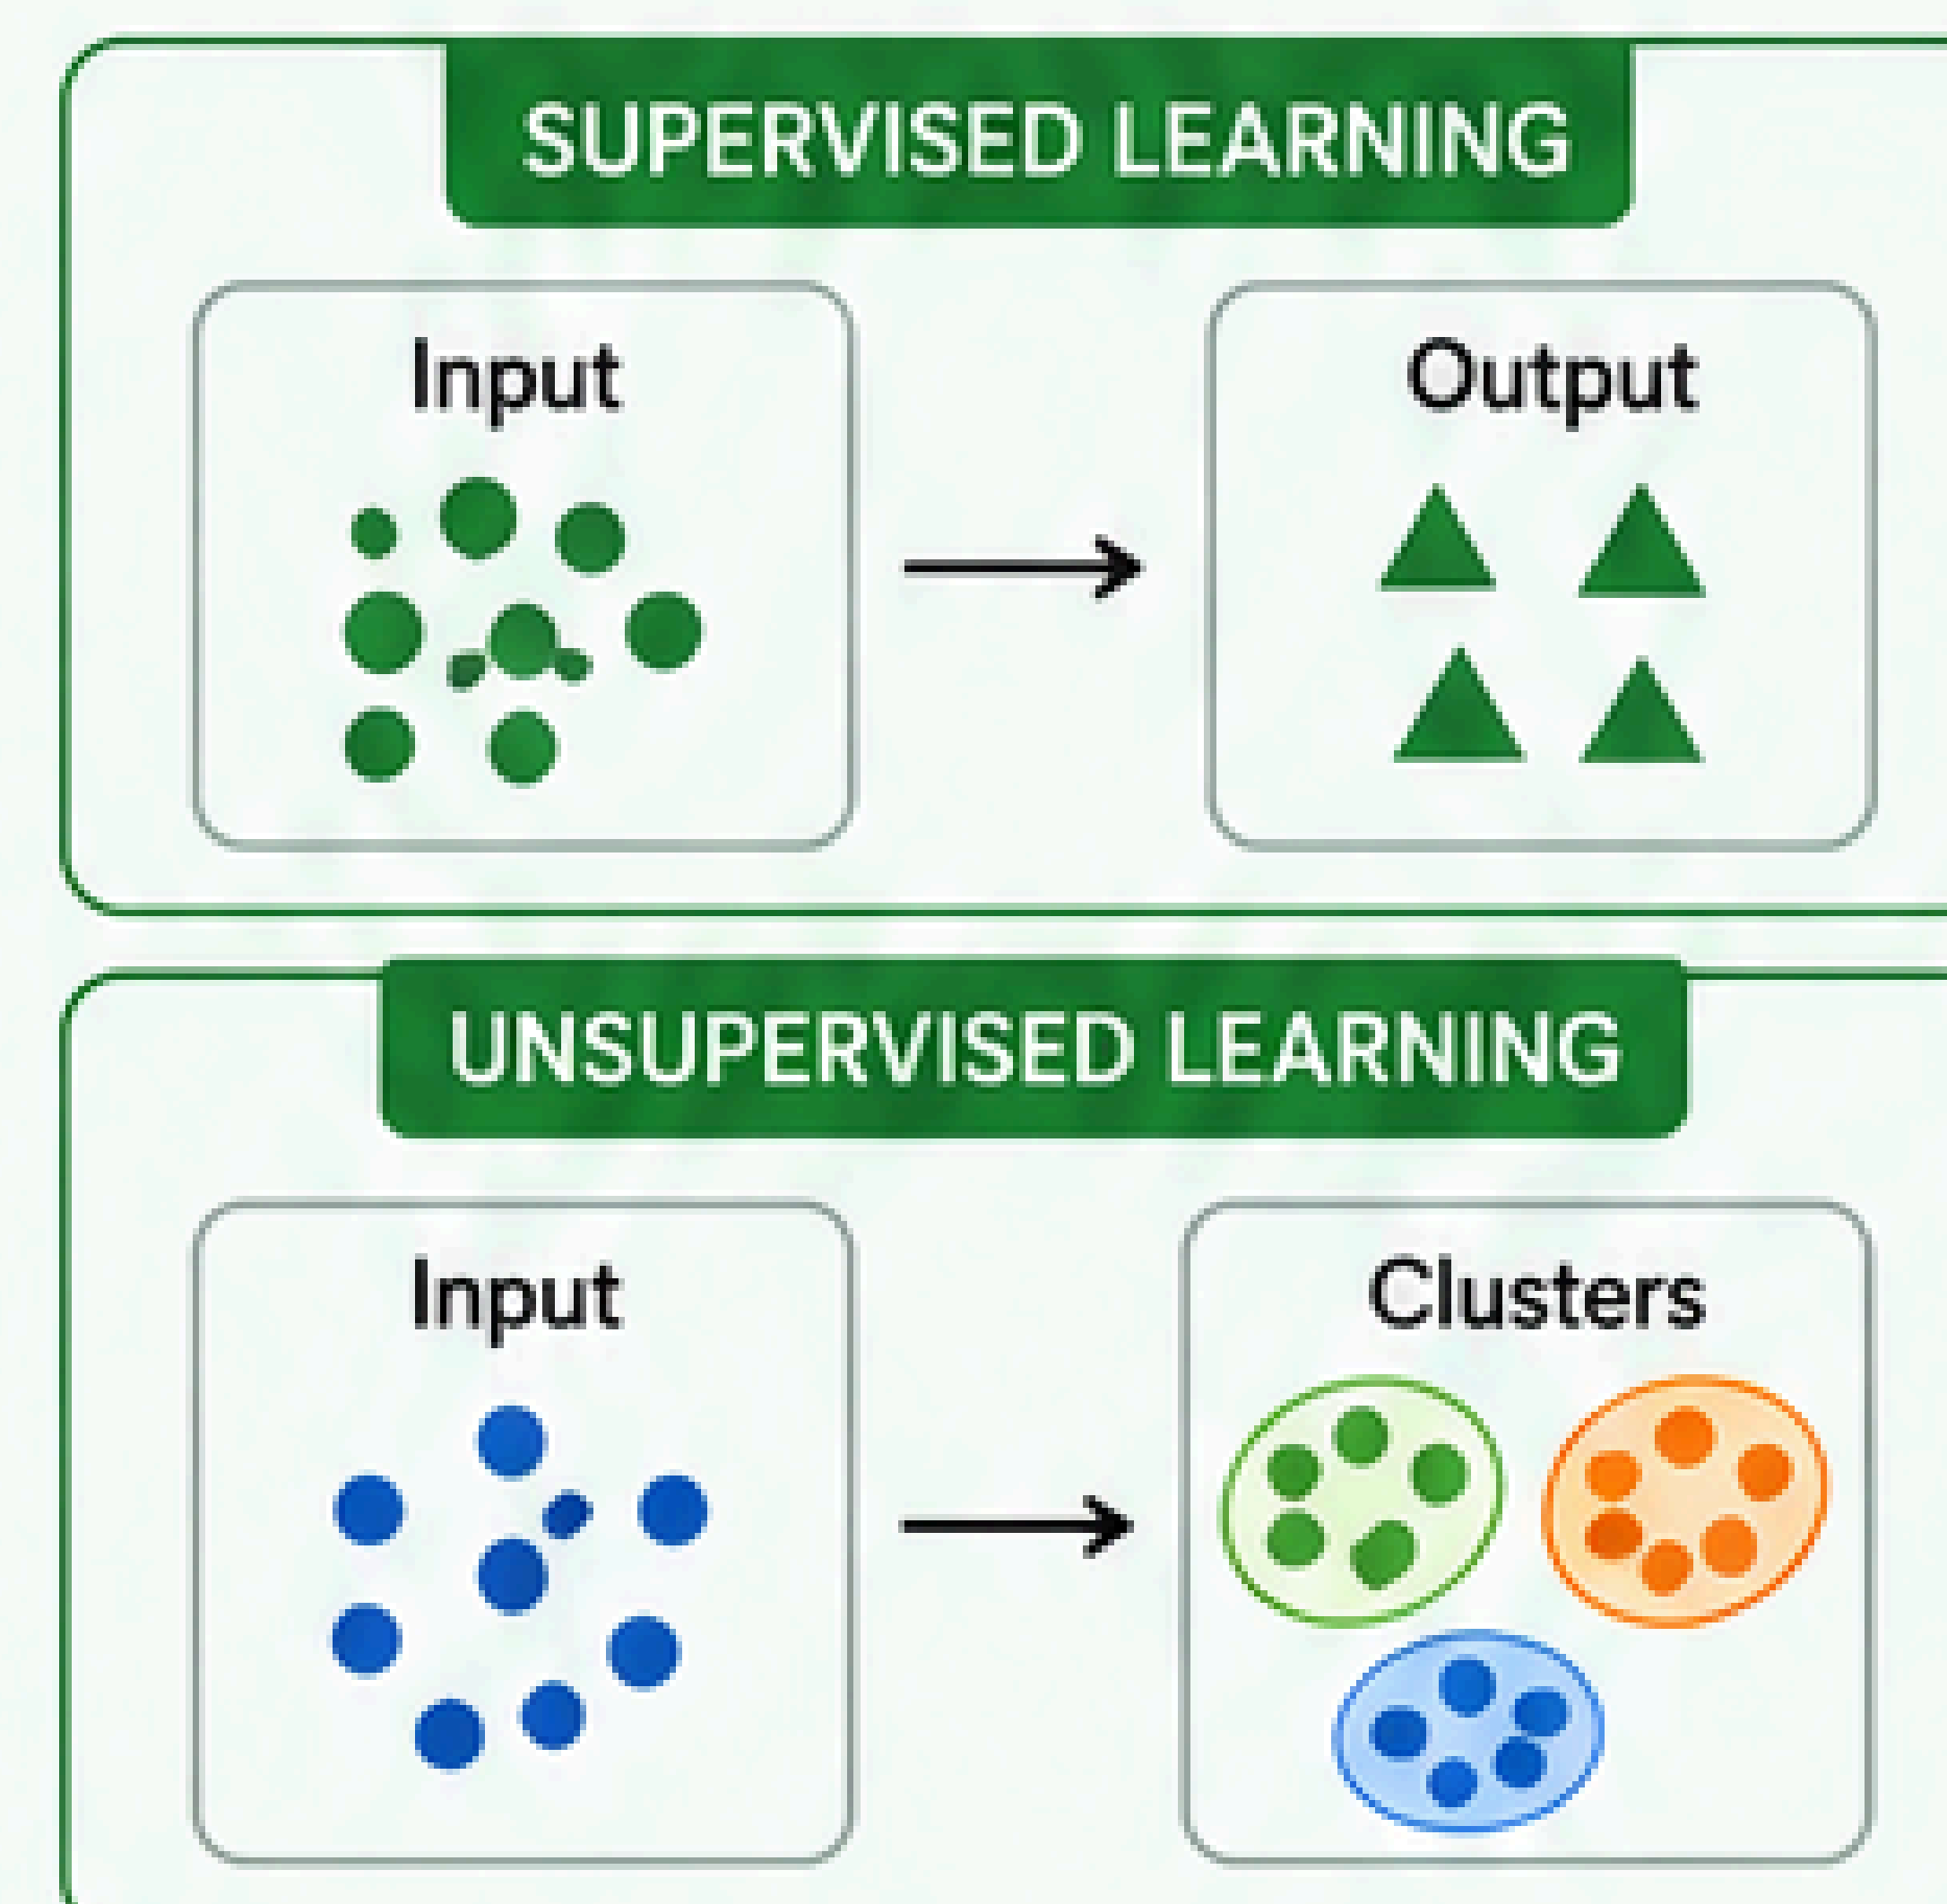 SUPERVISED LEARNING
Input
Output
UNSUPERVISED LEARNING
Input
Clusters